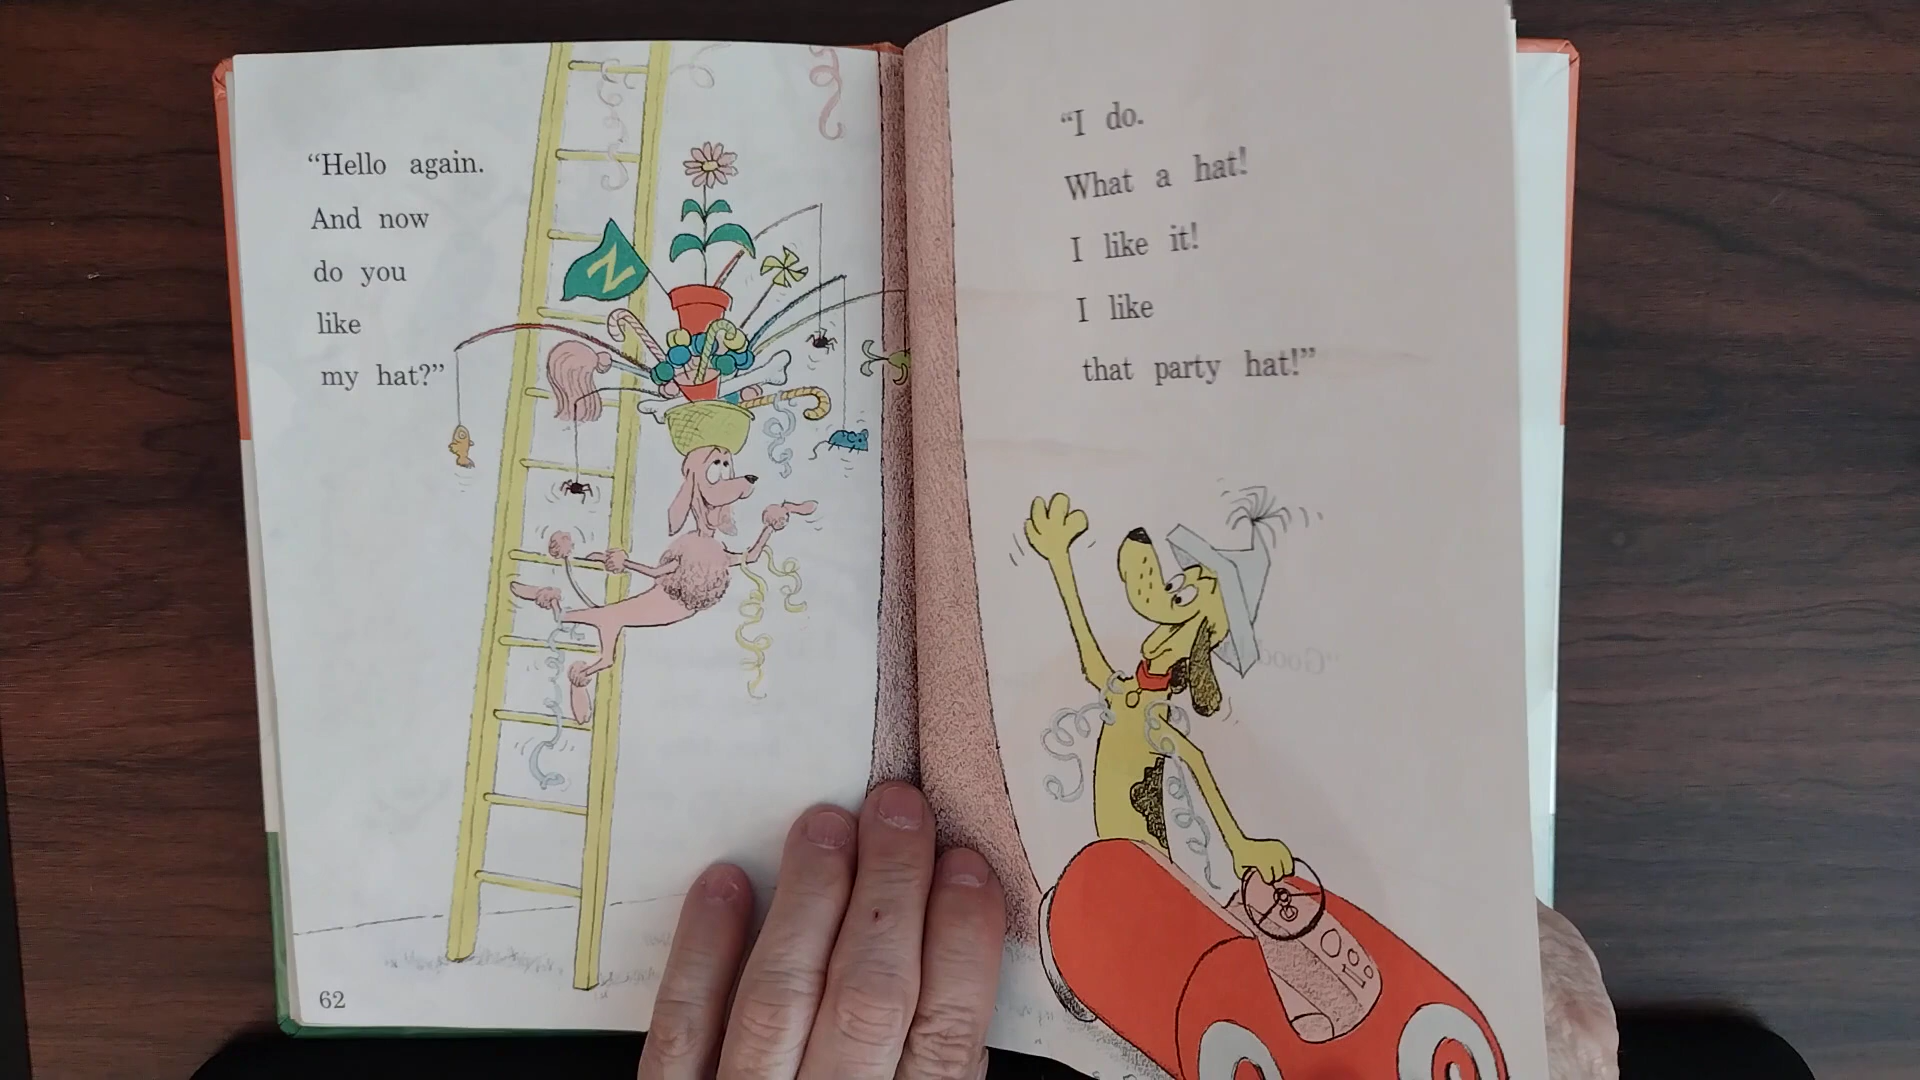 “Hello again.
And now
do you
like
my hat?”
N
62
“I do.
What a hat!
I like it!
I like
that party hat!”